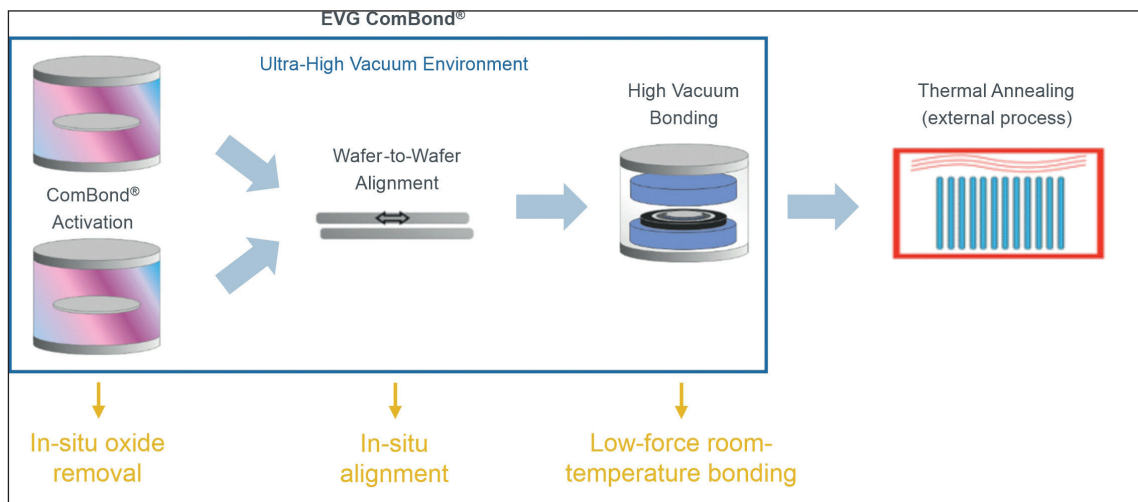 EVG ComBond®
Ultra-High Vacuum Environment
ComBond®
Activation
Wafer-to-Wafer
Alignment
High Vacuum
Bonding
Thermal Annealing
(external process)
In-situ oxide
removal
In-situ
alignment
Low-force room-
temperature bonding